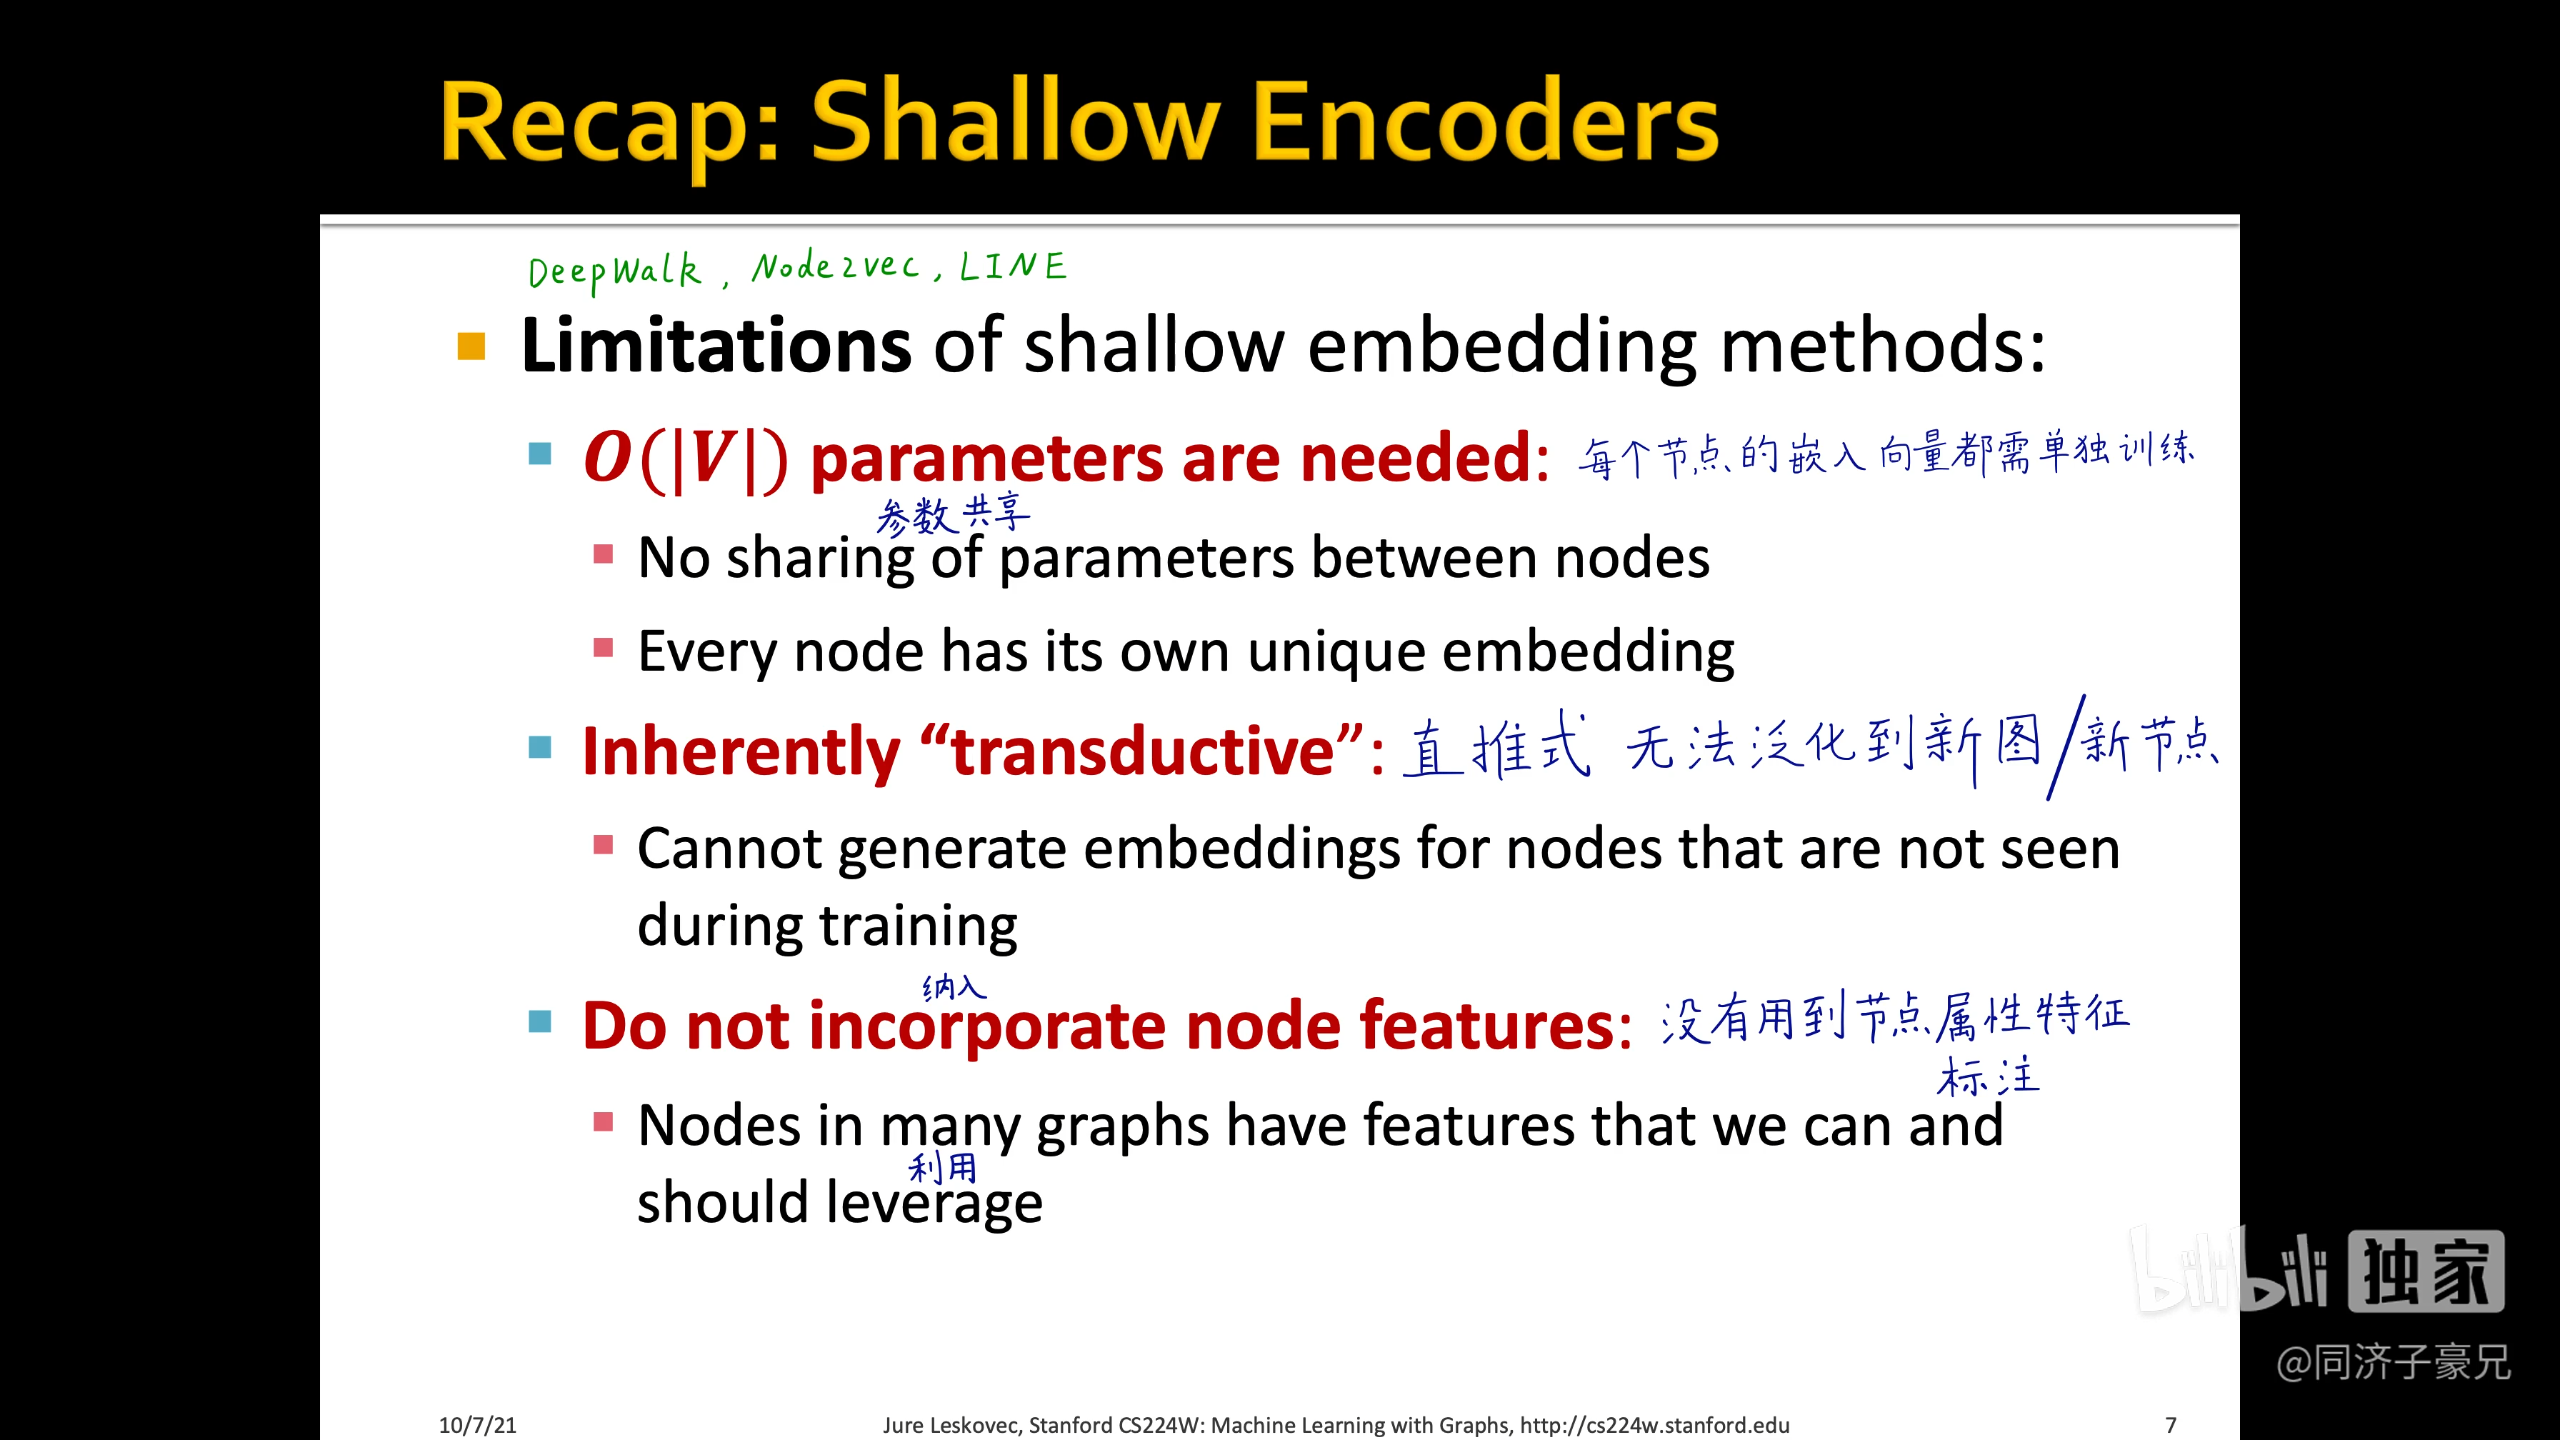 Recap: Shallow Encoders
DeepWalk, Node2vec, LINE
Limitations of shallow embedding methods:
O(|V|) parameters are needed: 每个节点的嵌入向量都需单独训练
参数共享
No sharing of parameters between nodes
Every node has its own unique embedding
Inherently “transductive”: 直推式 无法泛化到新图/新节点
Cannot generate embeddings for nodes that are not seen
during training
纳入
Do not incorporate node features: 没有用到节点属性特征
标注
Nodes in many graphs have features that we can and
利用
should leverage
bilibili 独家
@同济子豪兄
10/7/21 Jure Leskovec, Stanford CS224W: Machine Learning with Graphs, http://cs224w.stanford.edu 7